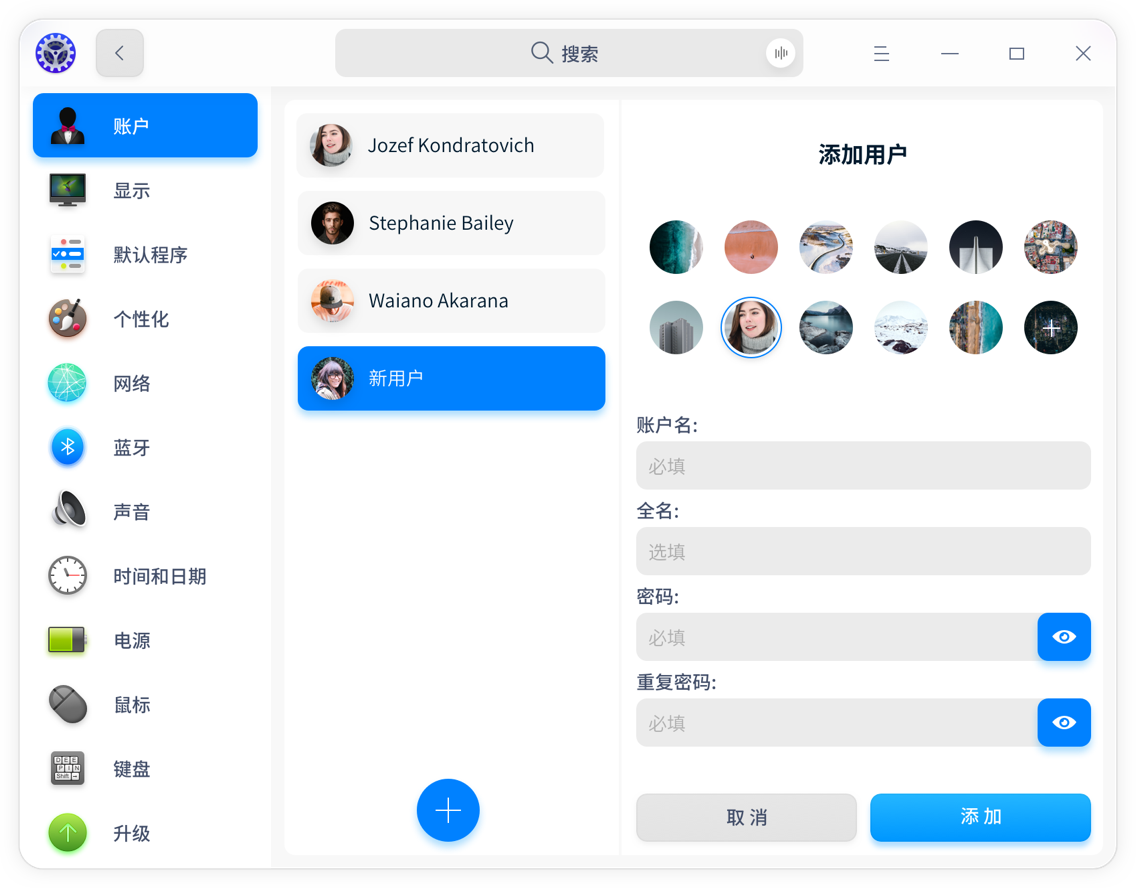 搜索
账户
显示
默认程序
个性化
网络
蓝牙
声音
时间和日期
电源
鼠标
键盘
升级
Jozef Kondratovich
Stephanie Bailey
Waiano Akarana
新用户
添加用户
账户名:
必填
全名:
选填
密码:
必填
重复密码:
必填
取 消
添 加